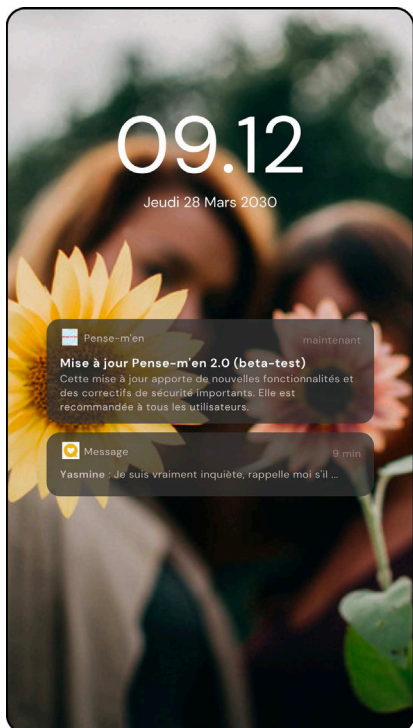 09.12
Jeudi 28 Mars 2030
Pense-m'en
maintenant
Mise à jour Pense-m'en 2.0 (beta-test)
Cette mise à jour apporte de nouvelles fonctionnalités et
des correctifs de sécurité importants. Elle est
recommandée à tous les utilisateurs.
Message
9 min
Yasmine : Je suis vraiment inquiète, rappelle moi s'il ...